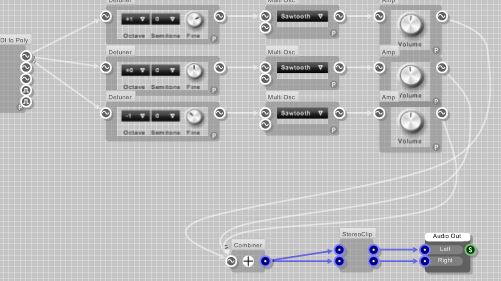 Detuner
+1
0
Octave Semitone Fine
P
Multi Osc
Sawtooth
P
Amp
Volume
P
DI to Poly
P
Detuner
+0
0
Octave Semitone Fine
P
Multi Osc
Sawtooth
P
Amp
Volume
P
Detuner
-1
0
Octave Semitone Fine
P
Multi Osc
Sawtooth
P
Amp
Volume
P
S
Combiner
StereoClip
Audio Out
Left
S
Right